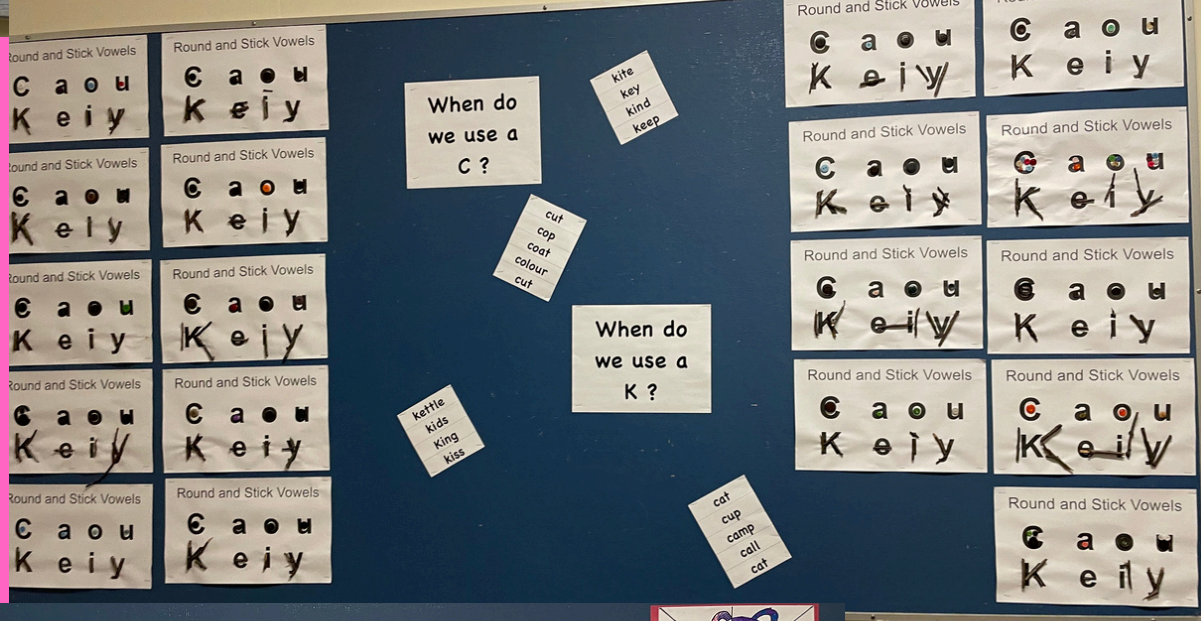 Round and Stick Vowels
C a o u
K e i y
ound and Stick Vowels
C a o u
K e i y
Round and Stick Vowels
C a o u
K e i y
Round and Stick Vowels
C a o u
K e i y
Round and Stick Vowels
C a o u
K e i y
Round and Stick Vowels
C a o u
K e i y
Round and Stick Vowels
C a o u
K e i y
Round and Stick Vowels
C a o u
K e i y
Round and Stick Vowels
C a o u
K e i y
Round and Stick Vowels
C a o u
K e i y
When do
we use a
C ?
kite
key
kind
keep
cut
cop
coat
colour
cut
When do
we use a
K ?
kettle
kids
King
kiss
cat
cup
camp
call
cat
Round and Stick Vowels
C a o u
K e i y
Round and Stick Vowels
C a o u
K e i y
Round and Stick Vowels
C a o u
K e i y
Round and Stick Vowels
C a o u
K e i y
C a o u
K e i y
Round and Stick Vowels
C a o u
K e i y
Round and Stick Vowels
C a o u
K e i y
Round and Stick Vowels
C a o u
K e i y
Round and Stick Vowels
C a o u
K e i y